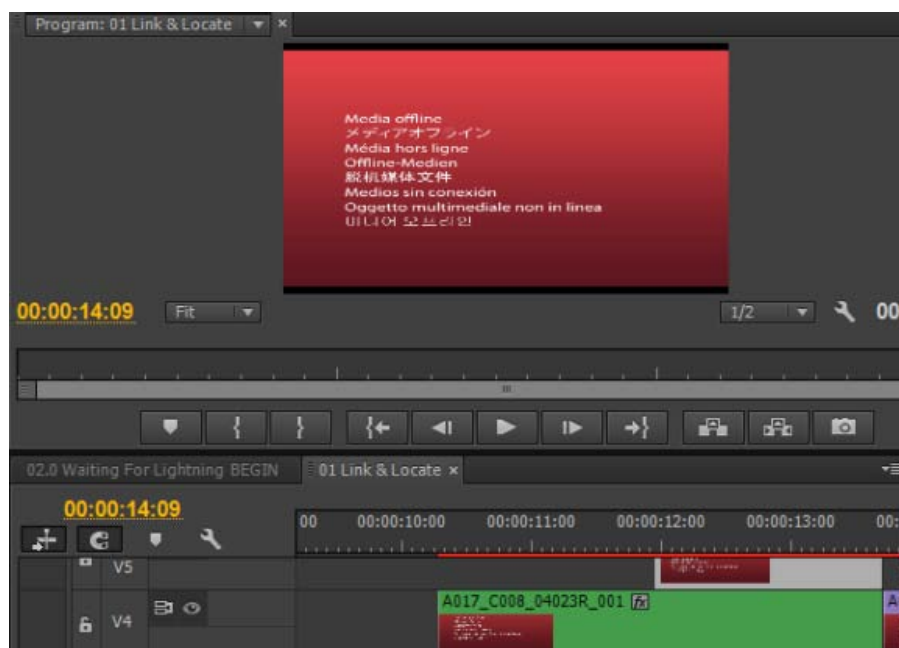 Program: 01 Link & Locate ×
Media offline
メディアオフライン
Média hors ligne
Offline-Medien
脱机媒体文件
Medios sin conexión
Oggetto multimediale non in linea
미디어 오프라인
00:00:14:09 Fit 1/2 00
02.0 Waiting For Lightning BEGIN 01 Link & Locate ×
00:00:14:09
00 00:00:10:00 00:00:11:00 00:00:12:00 00:00:13:00 00:
V5
A017_C008_04023R_001 fx A
V4